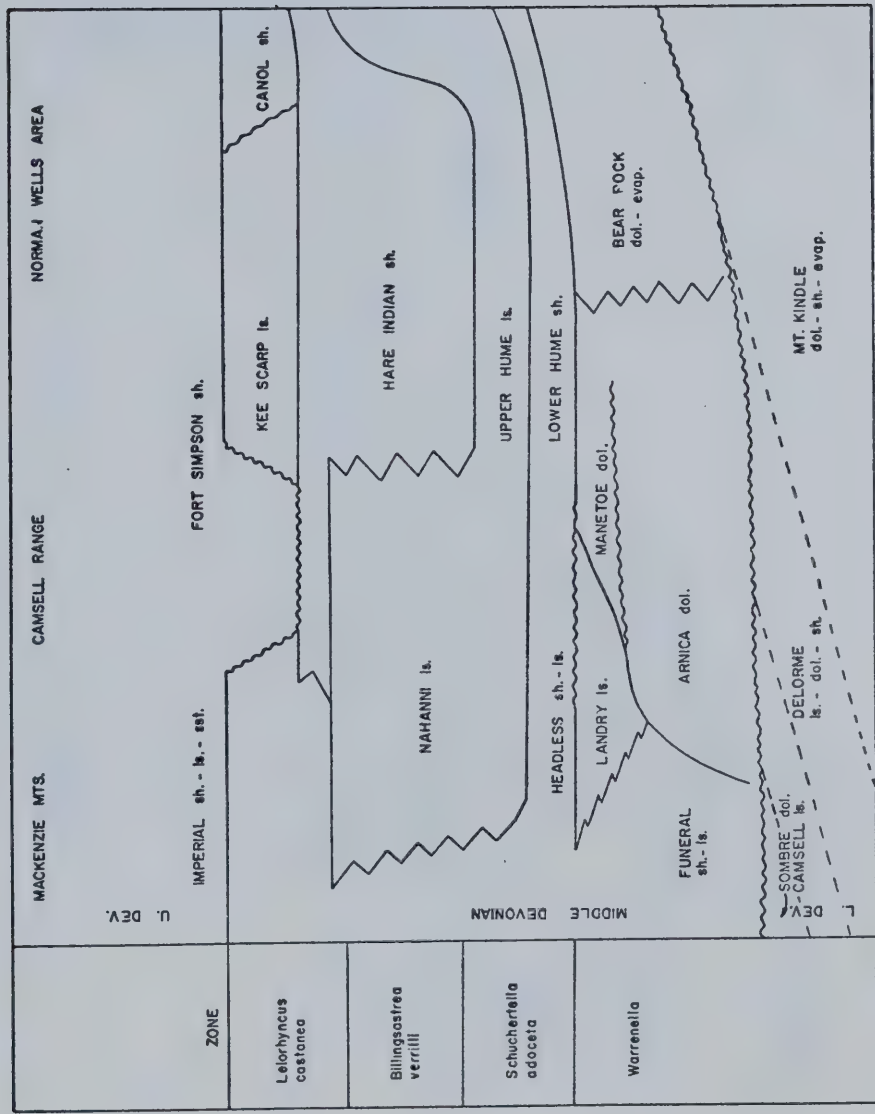 ZONE
Leiorhyncus
castanea
Billingsastrea
verrilli
Schuchertella
adoceta
Warrenella
U. DEV.
MIDDLE DEVONIAN
L. DEV.
MACKENZIE MTS.
CAMSELL RANGE
NORMAN WELLS AREA
IMPERIAL sh.- ls.- sst.
FORT SIMPSON sh.
KEE SCARP ls.
CANOL sh.
NAHANNI ls.
HARE INDIAN sh.
UPPER HUME ls.
HEADLESS sh.- ls.
LOWER HUME sh.
LANDRY ls.
MANETOE dol.
BEAR ROCK
dol.- evap.
FUNERAL
sh.- ls.
ARNICA dol.
SOMBRE dol.
CAMSELL ls.
DELORME
ls.- dol.- sh.
MT. KINDLE
dol.- sh.- evap.